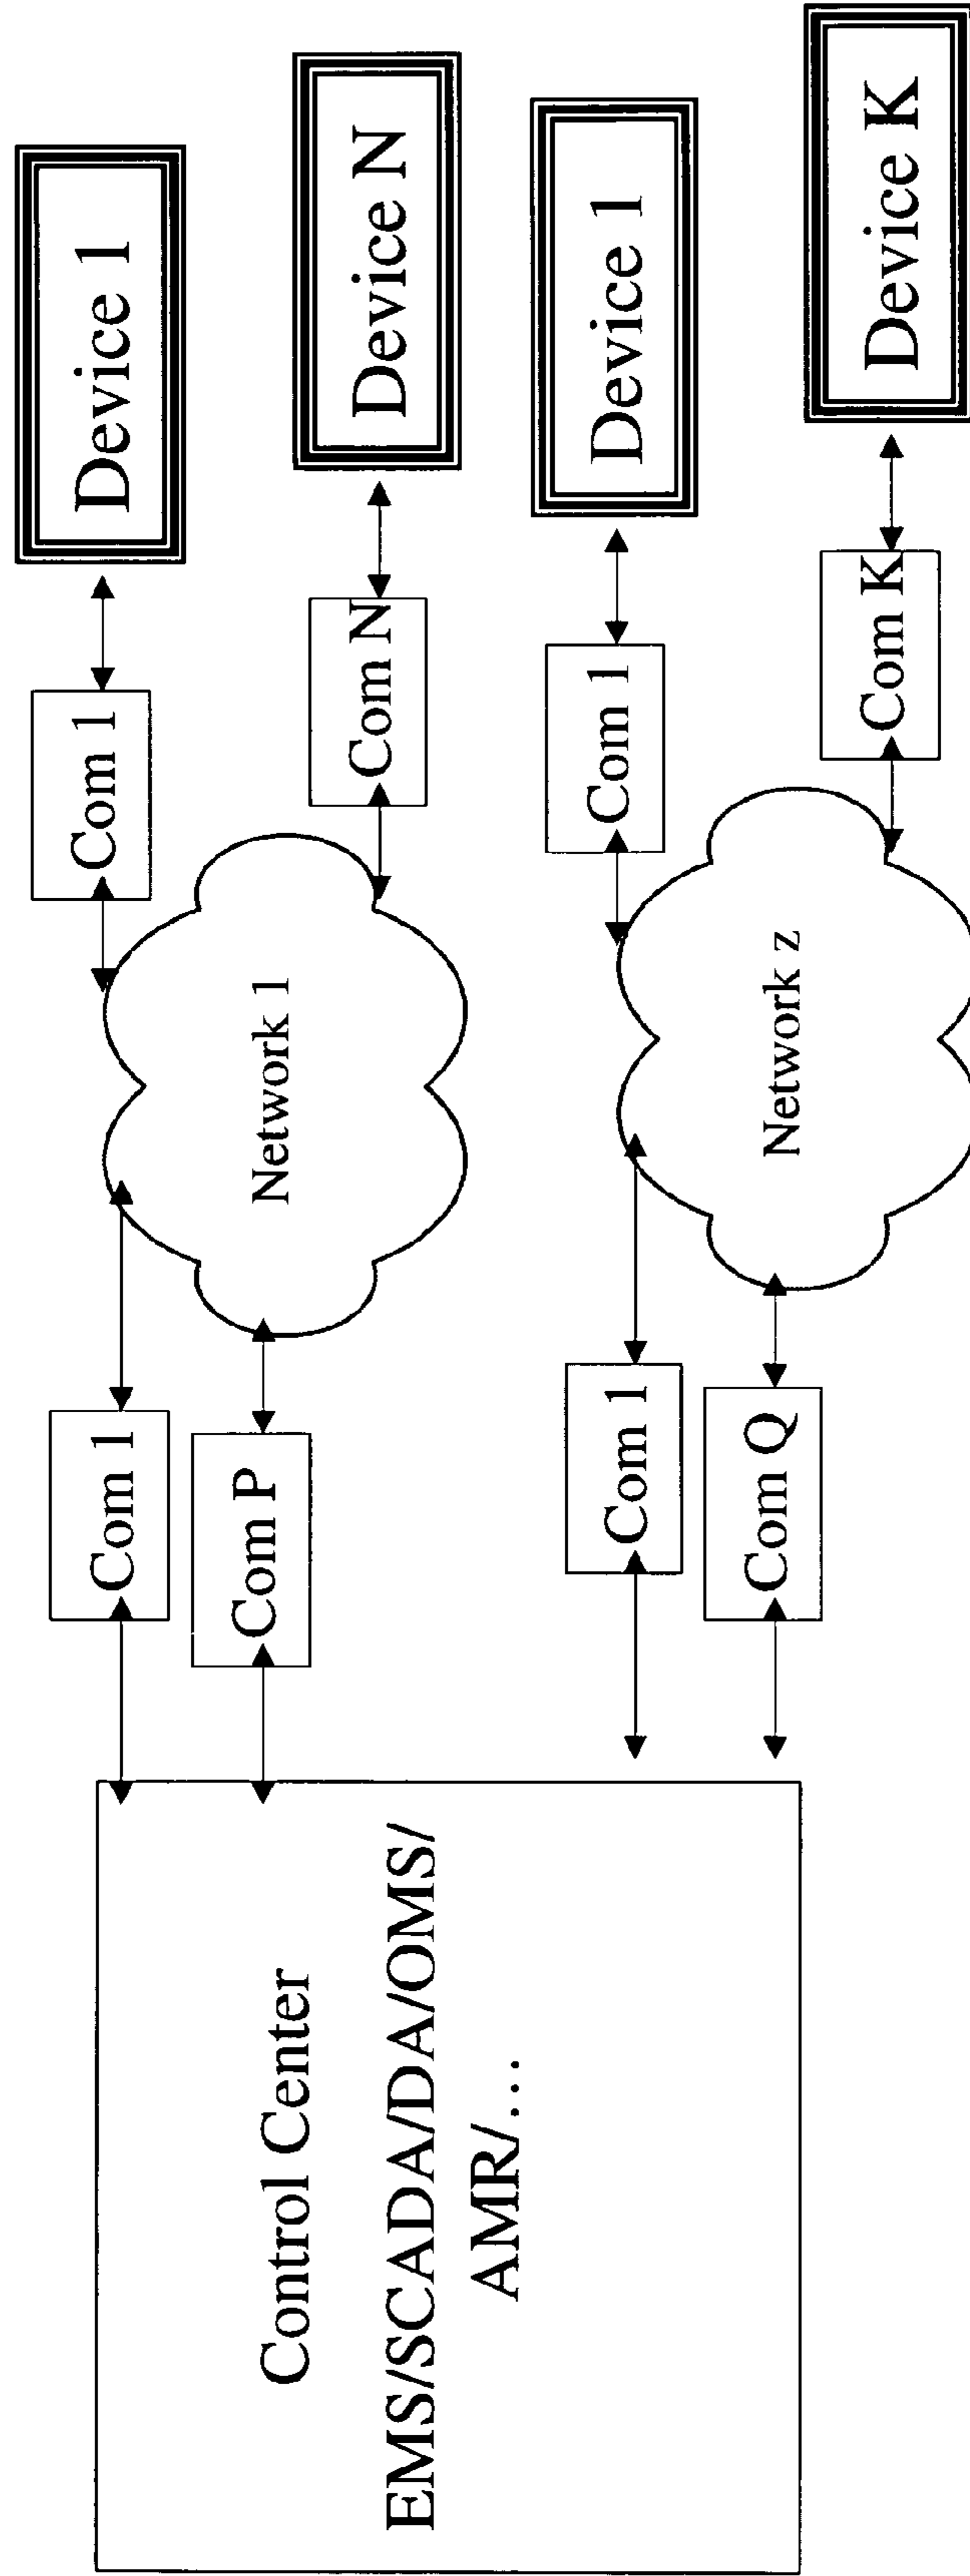 Control Center
EMS/SCADA/DA/OMS/
AMR/…
Com 1
Com P
Network 1
Com 1
Device 1
Com N
Device N
Com 1
Com Q
Network z
Com 1
Device 1
Com K
Device K